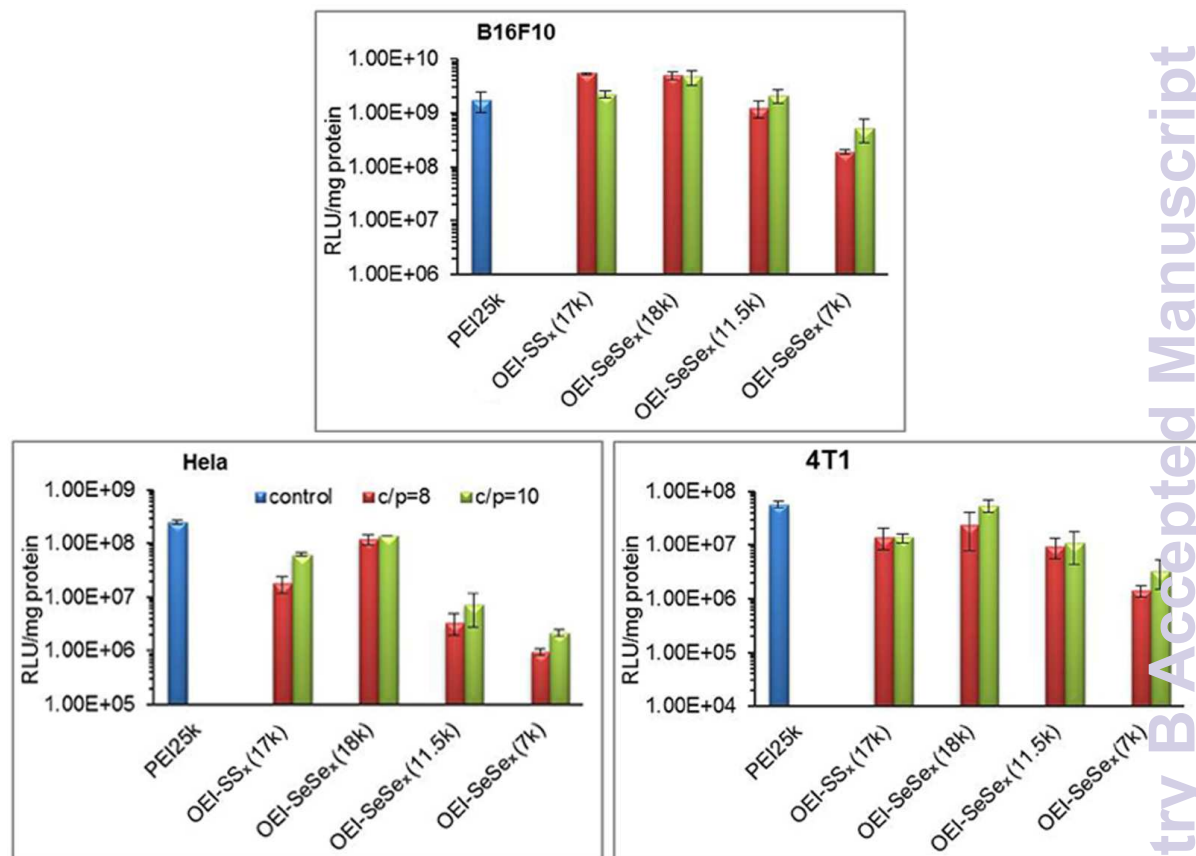 B16F10
1.00E+10
1.00E+09
1.00E+08
1.00E+07
1.00E+06
RLU/mg protein
PEI25k
OEI-SSx (17k)
OEI-SeSex (18k)
OEI-SeSex (11.5k)
OEI-SeSex (7k)
Hela
control c/p=8 c/p=10
1.00E+09
1.00E+08
1.00E+07
1.00E+06
1.00E+05
RLU/mg protein
PEI25k
OEI-SSx (17k)
OEI-SeSex (18k)
OEI-SeSex (11.5k)
OEI-SeSex (7k)
4T1
1.00E+08
1.00E+07
1.00E+06
1.00E+05
1.00E+04
RLU/mg protein
PEI25k
OEI-SSx (17k)
OEI-SeSex (18k)
OEI-SeSex (11.5k)
OEI-SeSex (7k)
try B Accepted Manuscript